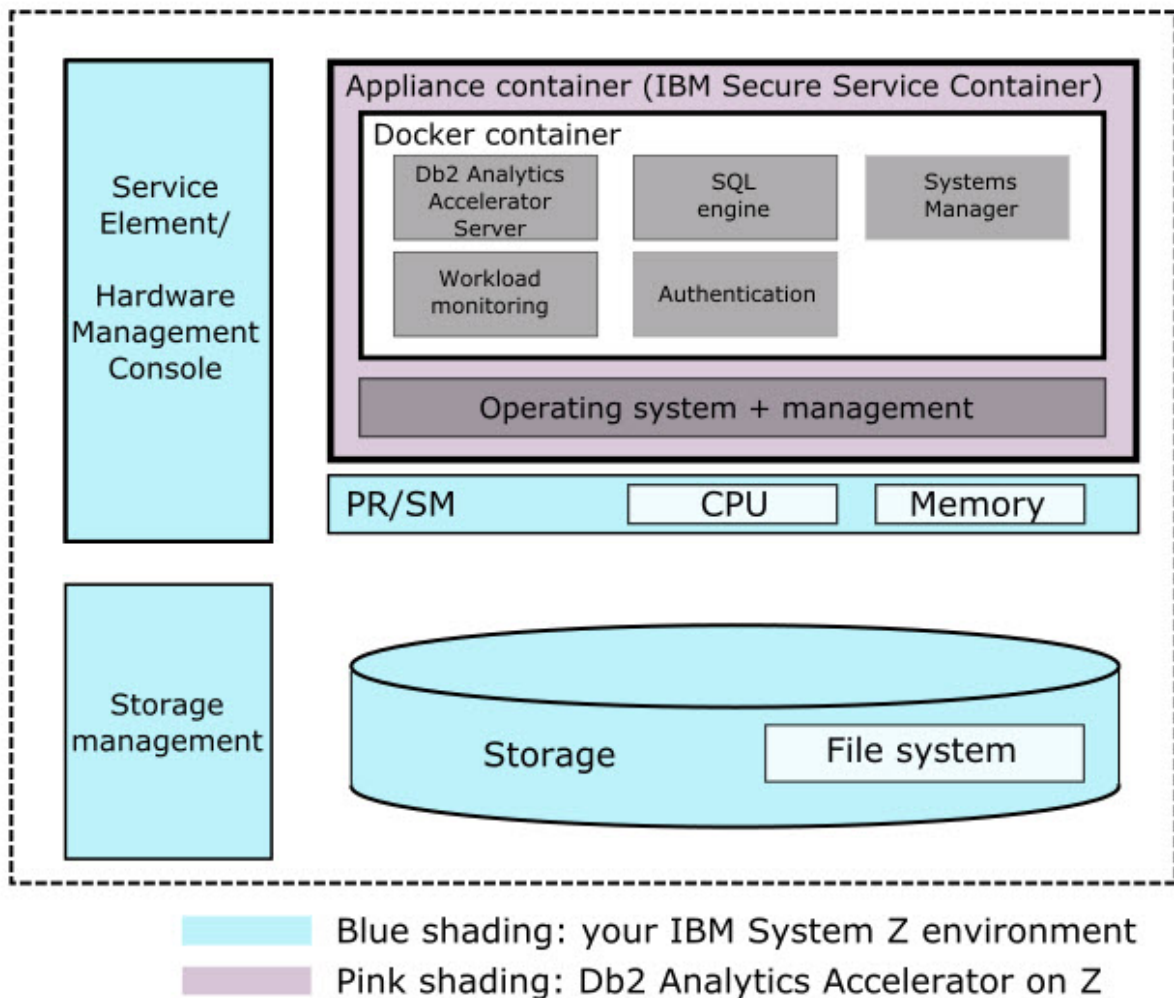 Service
Element/
Hardware
Management
Console
Appliance container (IBM Secure Service Container)
Docker container
Db2 Analytics
Accelerator
Server
SQL
engine
Systems
Manager
Workload
monitoring
Authentication
Operating system + management
PR/SM
CPU
Memory
Storage
management
Storage
File system
Blue shading: your IBM System Z environment
Pink shading: Db2 Analytics Accelerator on Z